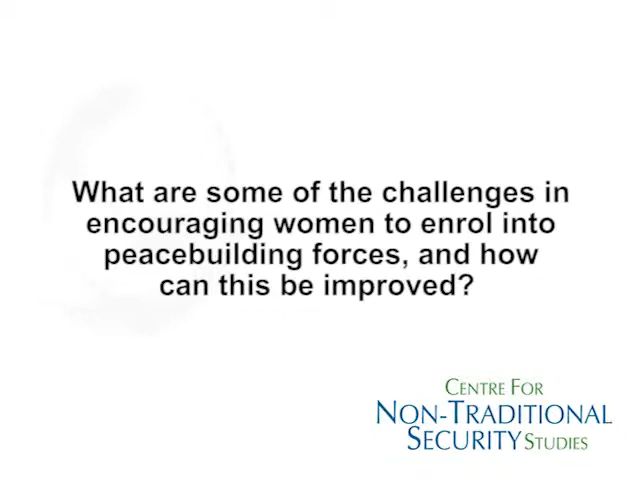 What are some of the challenges in
encouraging women to enrol into
peacebuilding forces, and how
can this be improved?
CENTRE FOR
NON-TRADITIONAL
SECURITY STUDIES